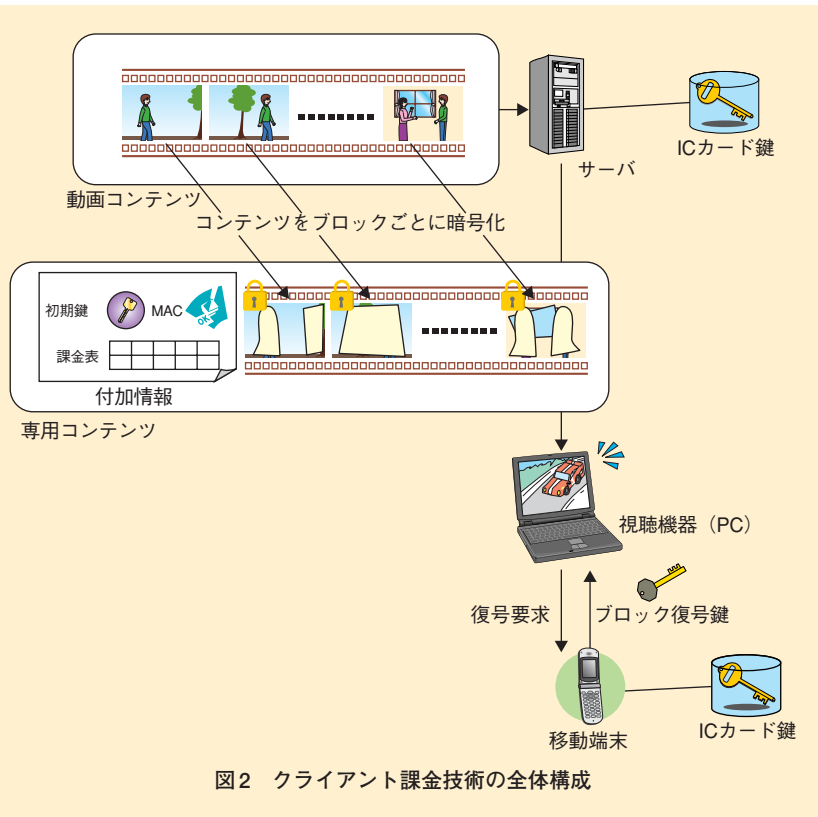 動画コンテンツ
サーバ
ICカード鍵
コンテンツをブロックごとに暗号化
初期鍵
MAC
OK
課金表
付加情報
専用コンテンツ
視聴機器（PC）
復号要求
ブロック復号鍵
移動端末
ICカード鍵
図2　クライアント課金技術の全体構成